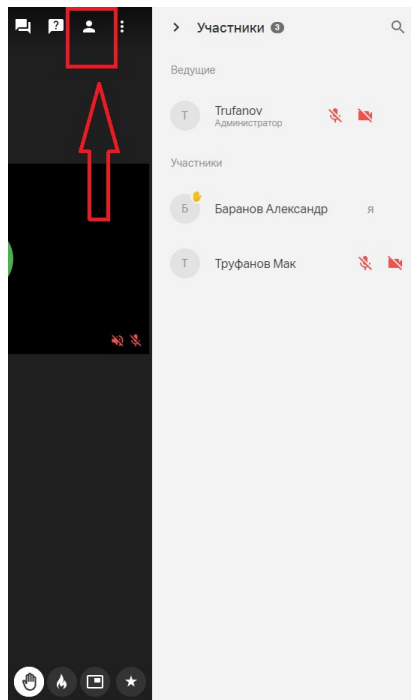 Участники 3
Ведущие
Т
Trufanov
Администратор
Участники
Б
Баранов Александр
я
Т
Труфанов Мак